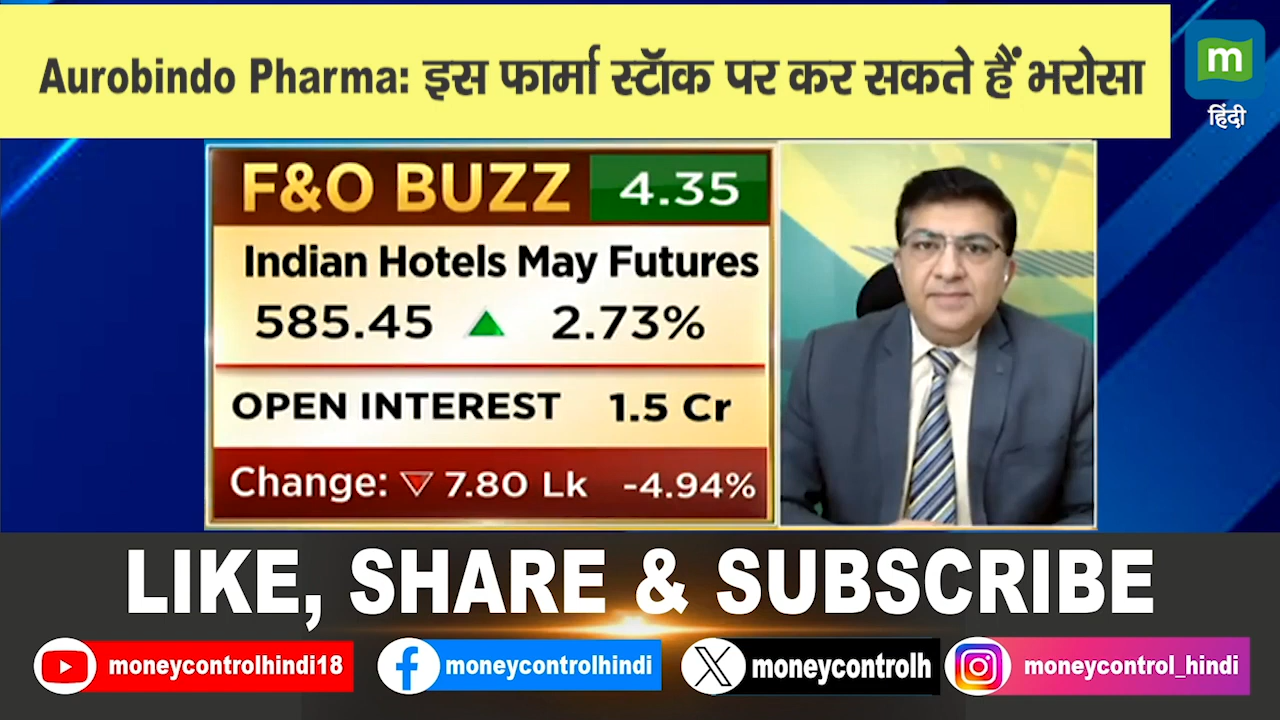 Aurobindo Pharma: इस फार्मा स्टॉक पर कर सकते हैं भरोसा
m
हिंदी
F&O BUZZ 4.35
Indian Hotels May Futures
585.45 ▲ 2.73%
OPEN INTEREST 1.5 Cr
Change: ▽ 7.80 Lk -4.94%
LIKE, SHARE & SUBSCRIBE
moneycontrolhindi18 moneycontrolhindi moneycontrolh moneycontrol_hindi